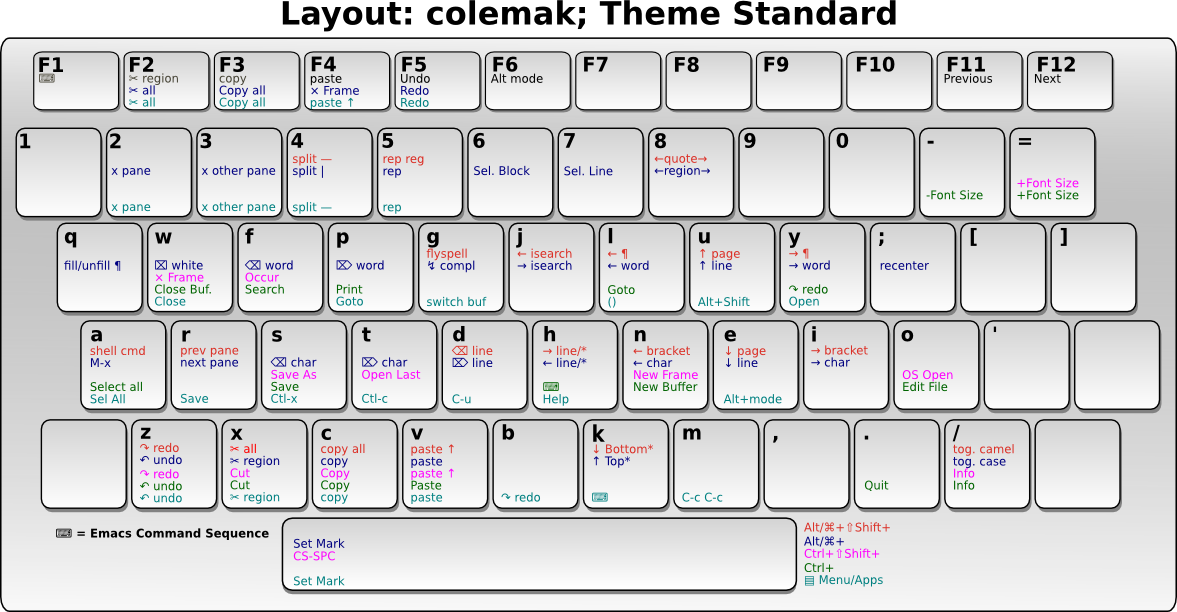 Layout: colemak; Theme Standard
F1
⌨
F2
✂ region
✂ all
✂ all
F3
copy
Copy all
Copy all
F4
paste
× Frame
paste ↑
F5
Undo
Redo
Redo
F6
Alt mode
F7
F8
F9
F10
F11
Previous
F12
Next
1
2
x pane
x pane
3
x other pane
x other pane
4
split —
split |
split —
5
rep reg
rep
rep
6
Sel. Block
7
Sel. Line
8
←quote→
←region→
9
0
-
-Font Size
=
+Font Size
+Font Size
q
fill/unfill ¶
w
⌧ white
× Frame
Close Buf.
Close
f
⌫ word
Occur
Search
p
⌦ word
Print
Goto
g
flyspell
↯ compl
switch buf
j
← isearch
→ isearch
l
← ¶
← word
Goto
()
u
↑ page
↑ line
Alt+Shift
y
→ ¶
→ word
↷ redo
Open
;
recenter
[
]
a
shell cmd
M-x
Select all
Sel All
r
prev pane
next pane
Save
s
⌫ char
Save As
Save
Ctl-x
t
⌦ char
Open Last
Ctl-c
d
⌫ line
⌦ line
C-u
h
→ line/*
← line/*
⌨
Help
n
← bracket
← char
New Frame
New Buffer
e
↓ page
↓ line
Alt+mode
i
→ bracket
→ char
o
OS Open
Edit File
'
z
↷ redo
↶ undo
↷ redo
↶ undo
↶ undo
x
✂ all
✂ region
Cut
Cut
✂ region
c
copy all
copy
Copy
Copy
copy
v
paste ↑
paste
paste ↑
Paste
paste
b
↷ redo
k
↓ Bottom*
↑ Top*
⌨
m
C-c C-c
,
.
Quit
/
tog. camel
tog. case
Info
Info
⌨ = Emacs Command Sequence
Set Mark
CS-SPC
Set Mark
Alt/⌘+⇧Shift+
Alt/⌘+
Ctrl+⇧Shift+
Ctrl+
▤ Menu/Apps